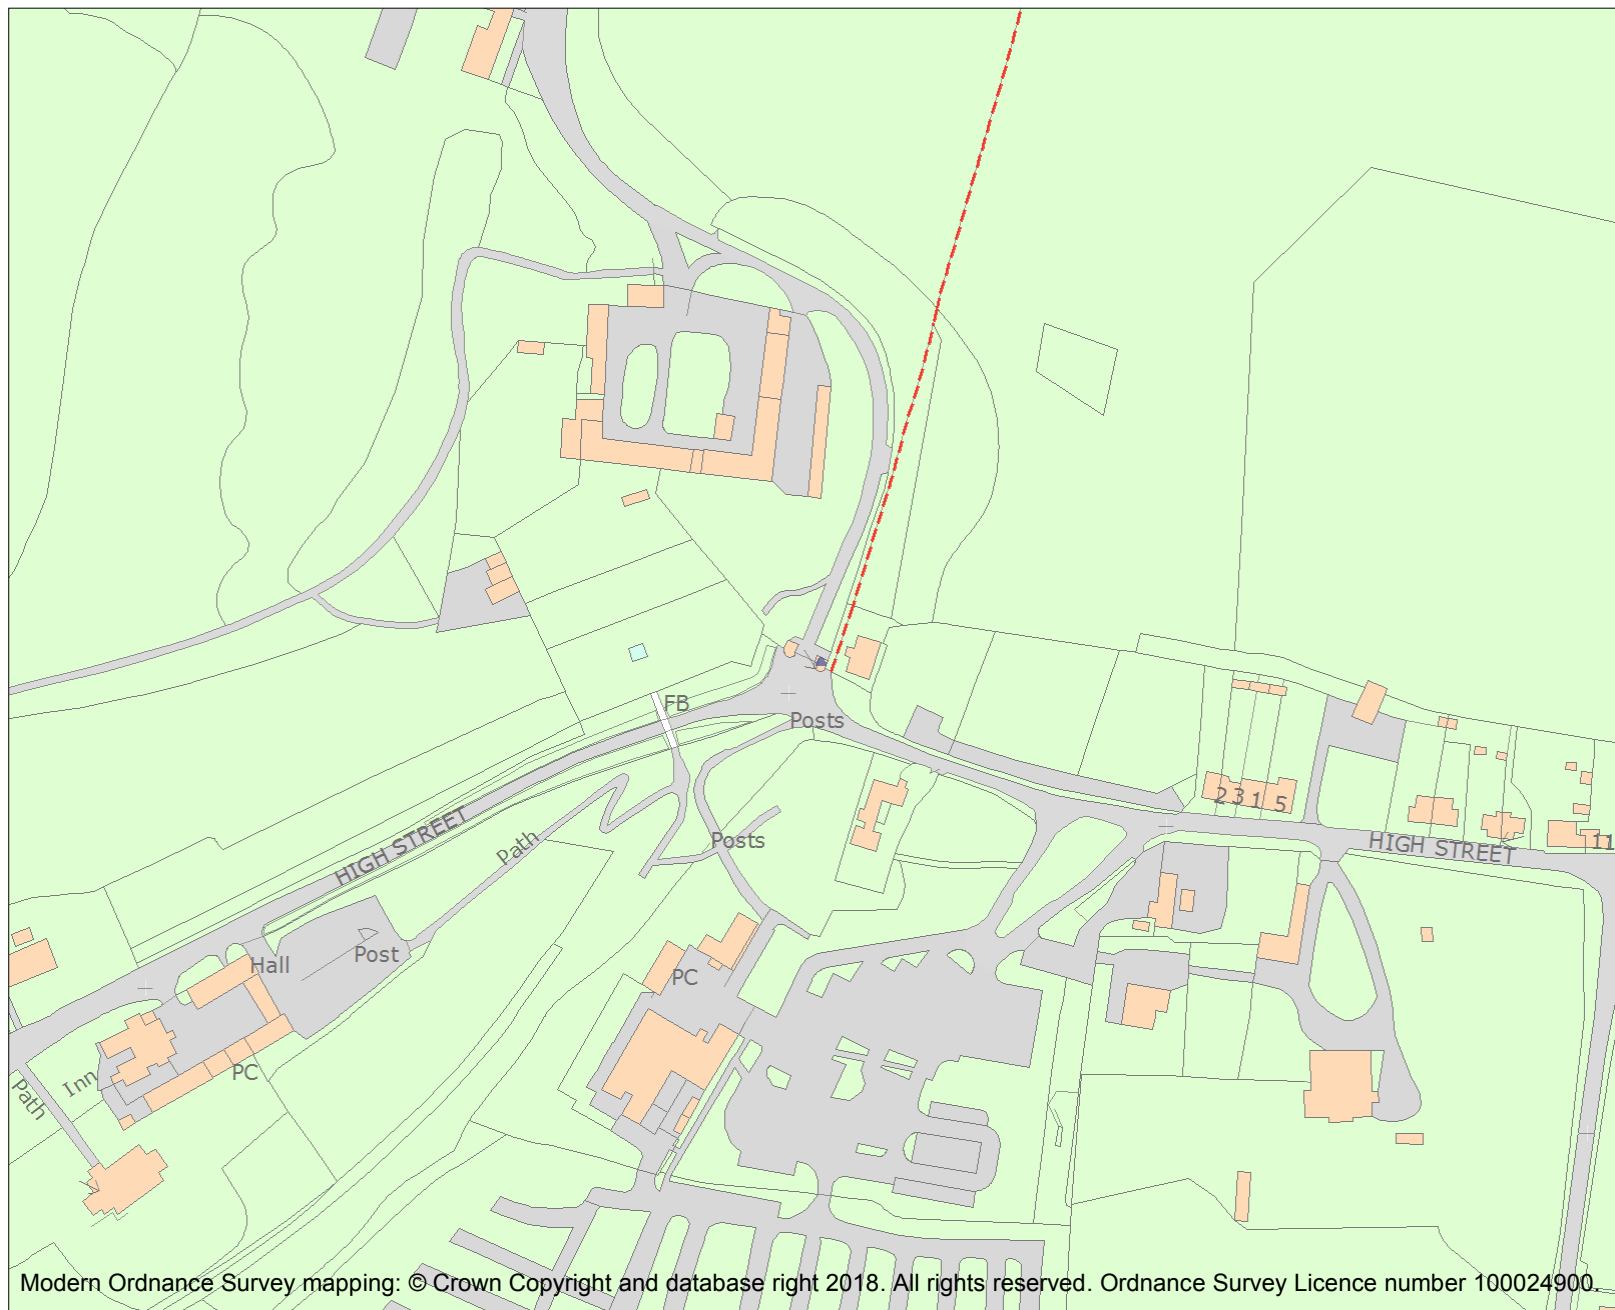 FB
Posts
2 3 1 5
HIGH STREET
11
HIGH STREET
Path
Posts
Hall
Post
PC
Inn
PC
Path
Modern Ordnance Survey mapping: © Crown Copyright and database right 2018. All rights reserved. Ordnance Survey Licence number 100024900.